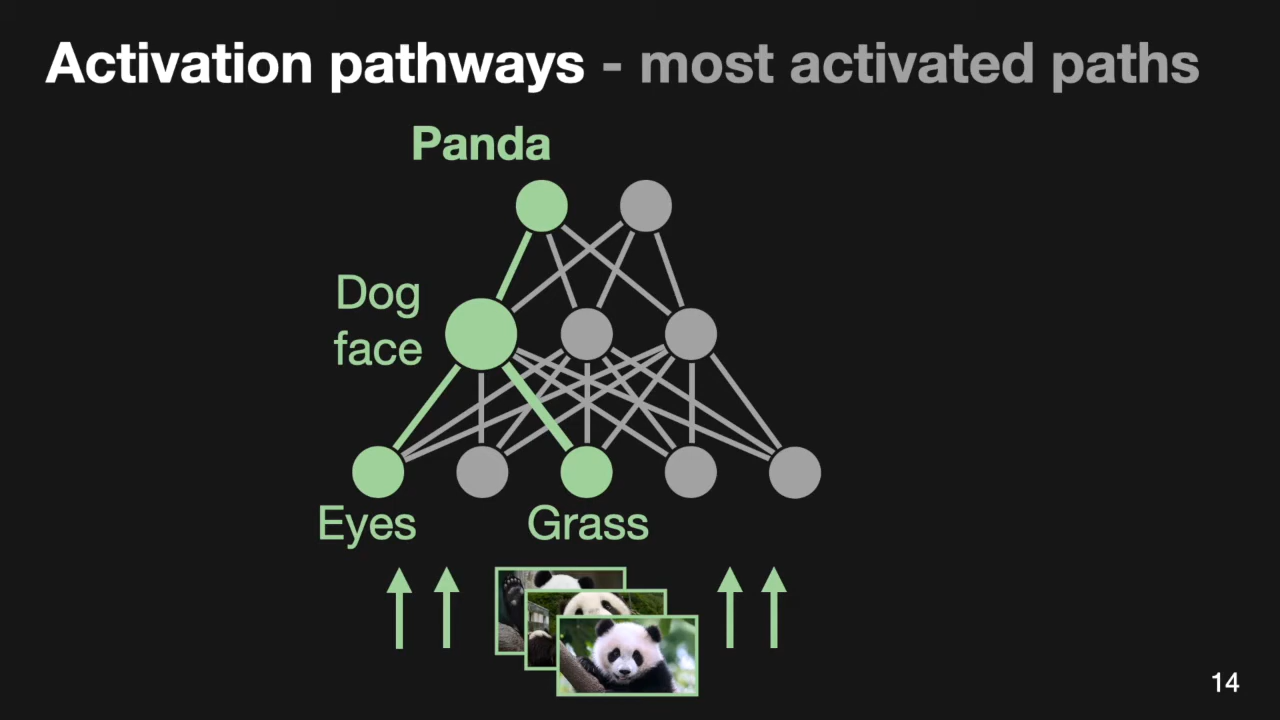 Activation pathways - most activated paths
Panda
Dog
face
Eyes
Grass
14